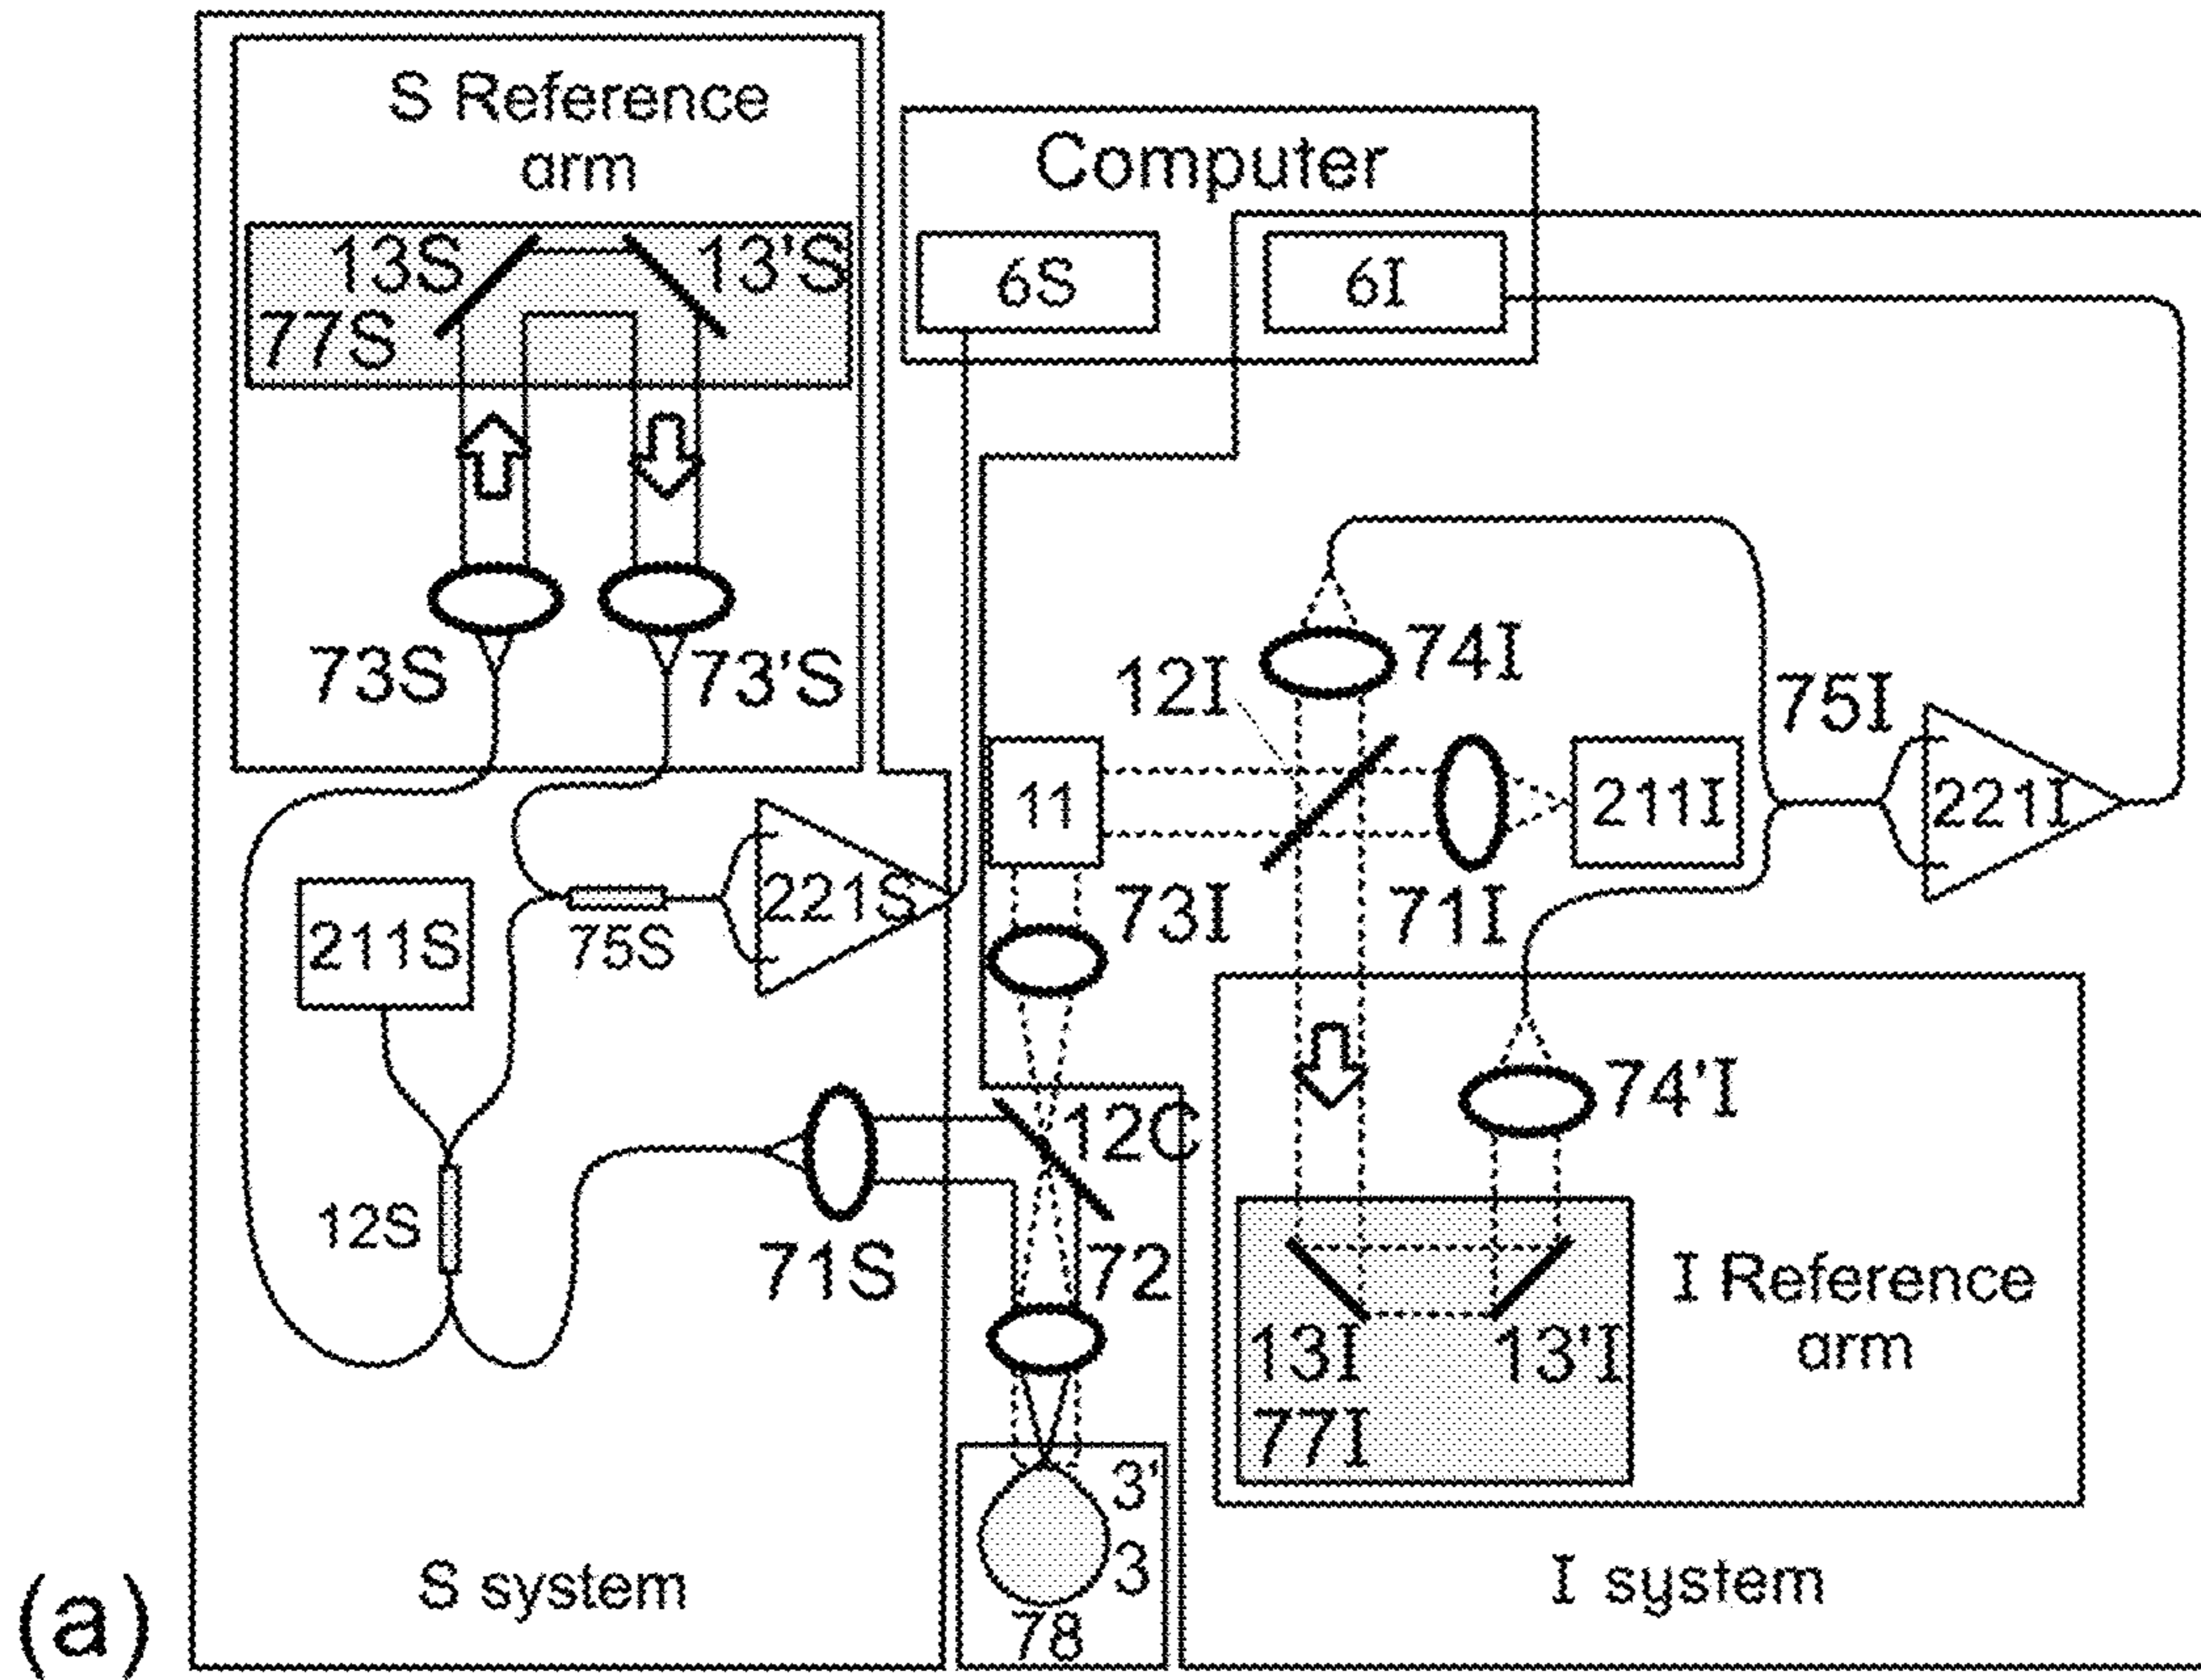 S Reference
arm
13S
13'S
77S
73S
73'S
Computer
6S
6I
74I
12I
75I
11
211I
221I
73I
71I
211S
75S
221S
12S
71S
12C
72
74'I
13I
13'I
77I
I Reference
arm
3'
3
78
S system
I system
(a)